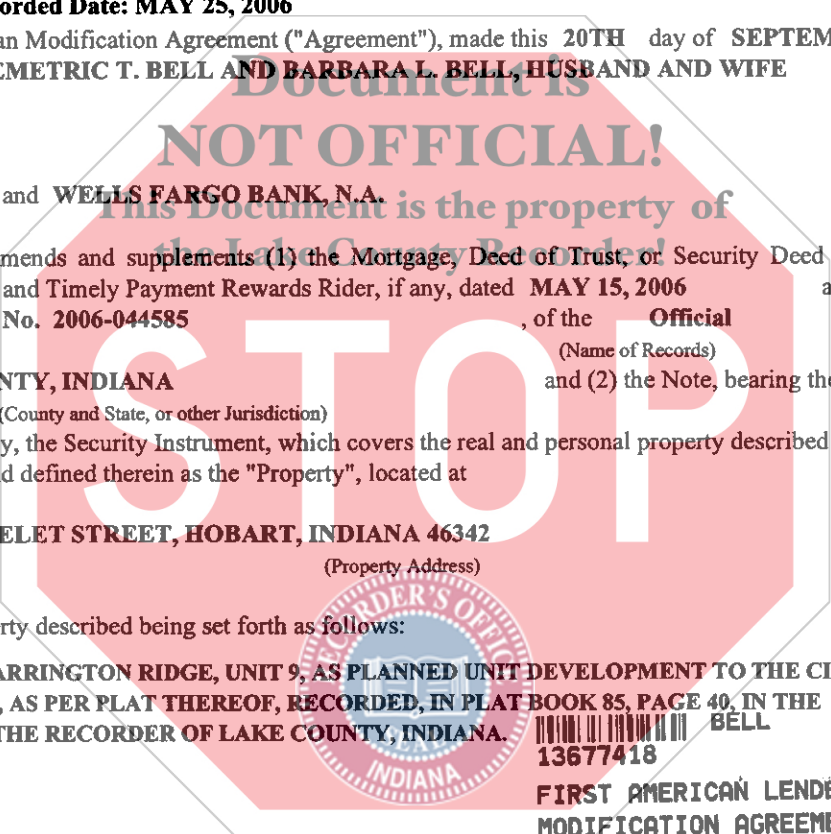 orded Date: MAY 25, 2006
an Modification Agreement ("Agreement"), made this 20TH day of SEPTEM
EMETRIC T. BELL AND BARBARA L. BELL, HUSBAND AND WIFE
Document is
NOT OFFICIAL!
and WELLS FARGO BANK, N.A.
This Document is the property of
the Lake County Recorder!
mends and supplements (1) the Mortgage, Deed of Trust, or Security Deed
and Timely Payment Rewards Rider, if any, dated MAY 15, 2006 a
No. 2006-044585 , of the Official
(Name of Records)
NTY, INDIANA and (2) the Note, bearing the
(County and State, or other Jurisdiction)
y, the Security Instrument, which covers the real and personal property described
d defined therein as the "Property", located at
STOP
ELET STREET, HOBART, INDIANA 46342
(Property Address)
rty described being set forth as follows:
ARRINGTON RIDGE, UNIT 9, AS PLANNED UNIT DEVELOPMENT TO THE CI
, AS PER PLAT THEREOF, RECORDED, IN PLAT BOOK 85, PAGE 40, IN THE
THE RECORDER OF LAKE COUNTY, INDIANA.
RECORDER'S OFFICE
SEAL
INDIANA
BELL
13677418
FIRST AMERICAN LENDE
MODIFICATION AGREEME